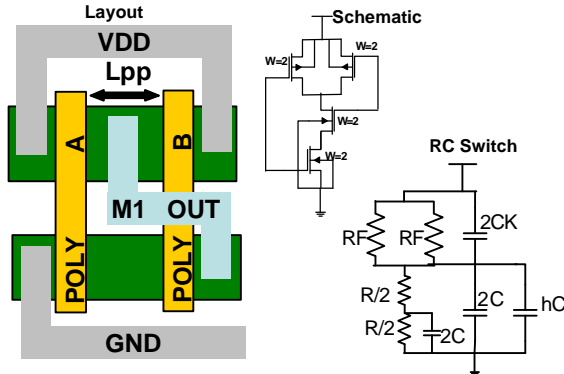 Layout
VDD
Lpp
A
B
M1 OUT
POLY
POLY
GND
Schematic
W=2
W=2
W=2
W=2
RC Switch
RF
RF
2CK
R/2
R/2
2C
2C
hC